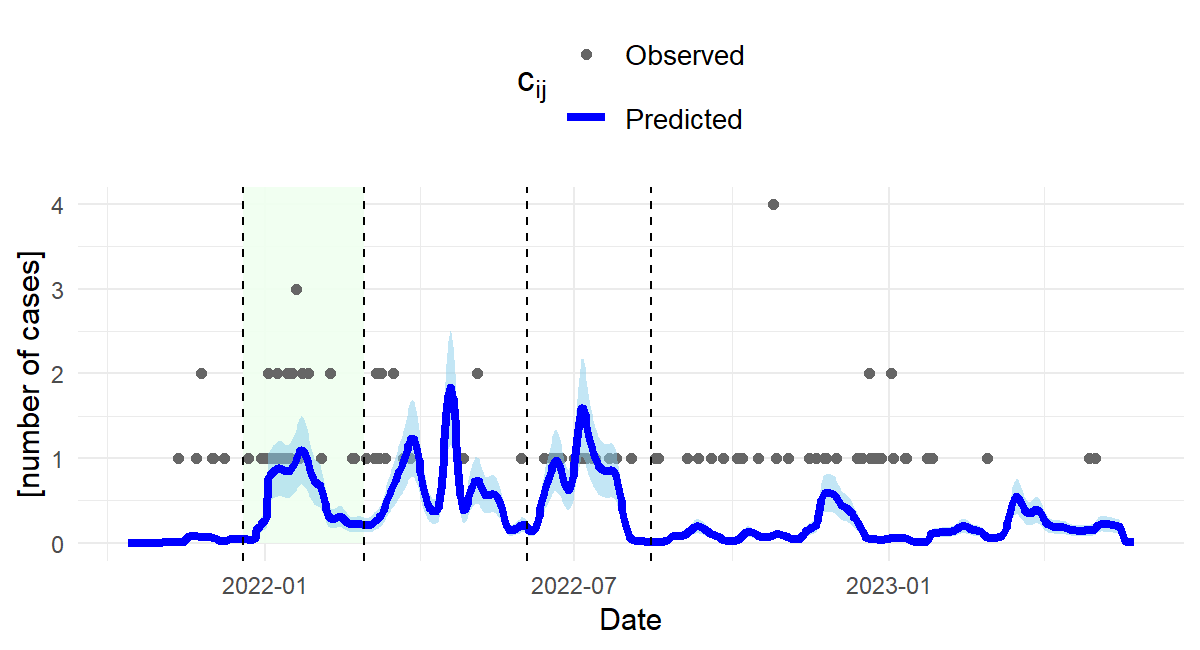 Observed
c_ij
Predicted
4
3
2
1
0
[number of cases]
2022-01 2022-07 2023-01
Date